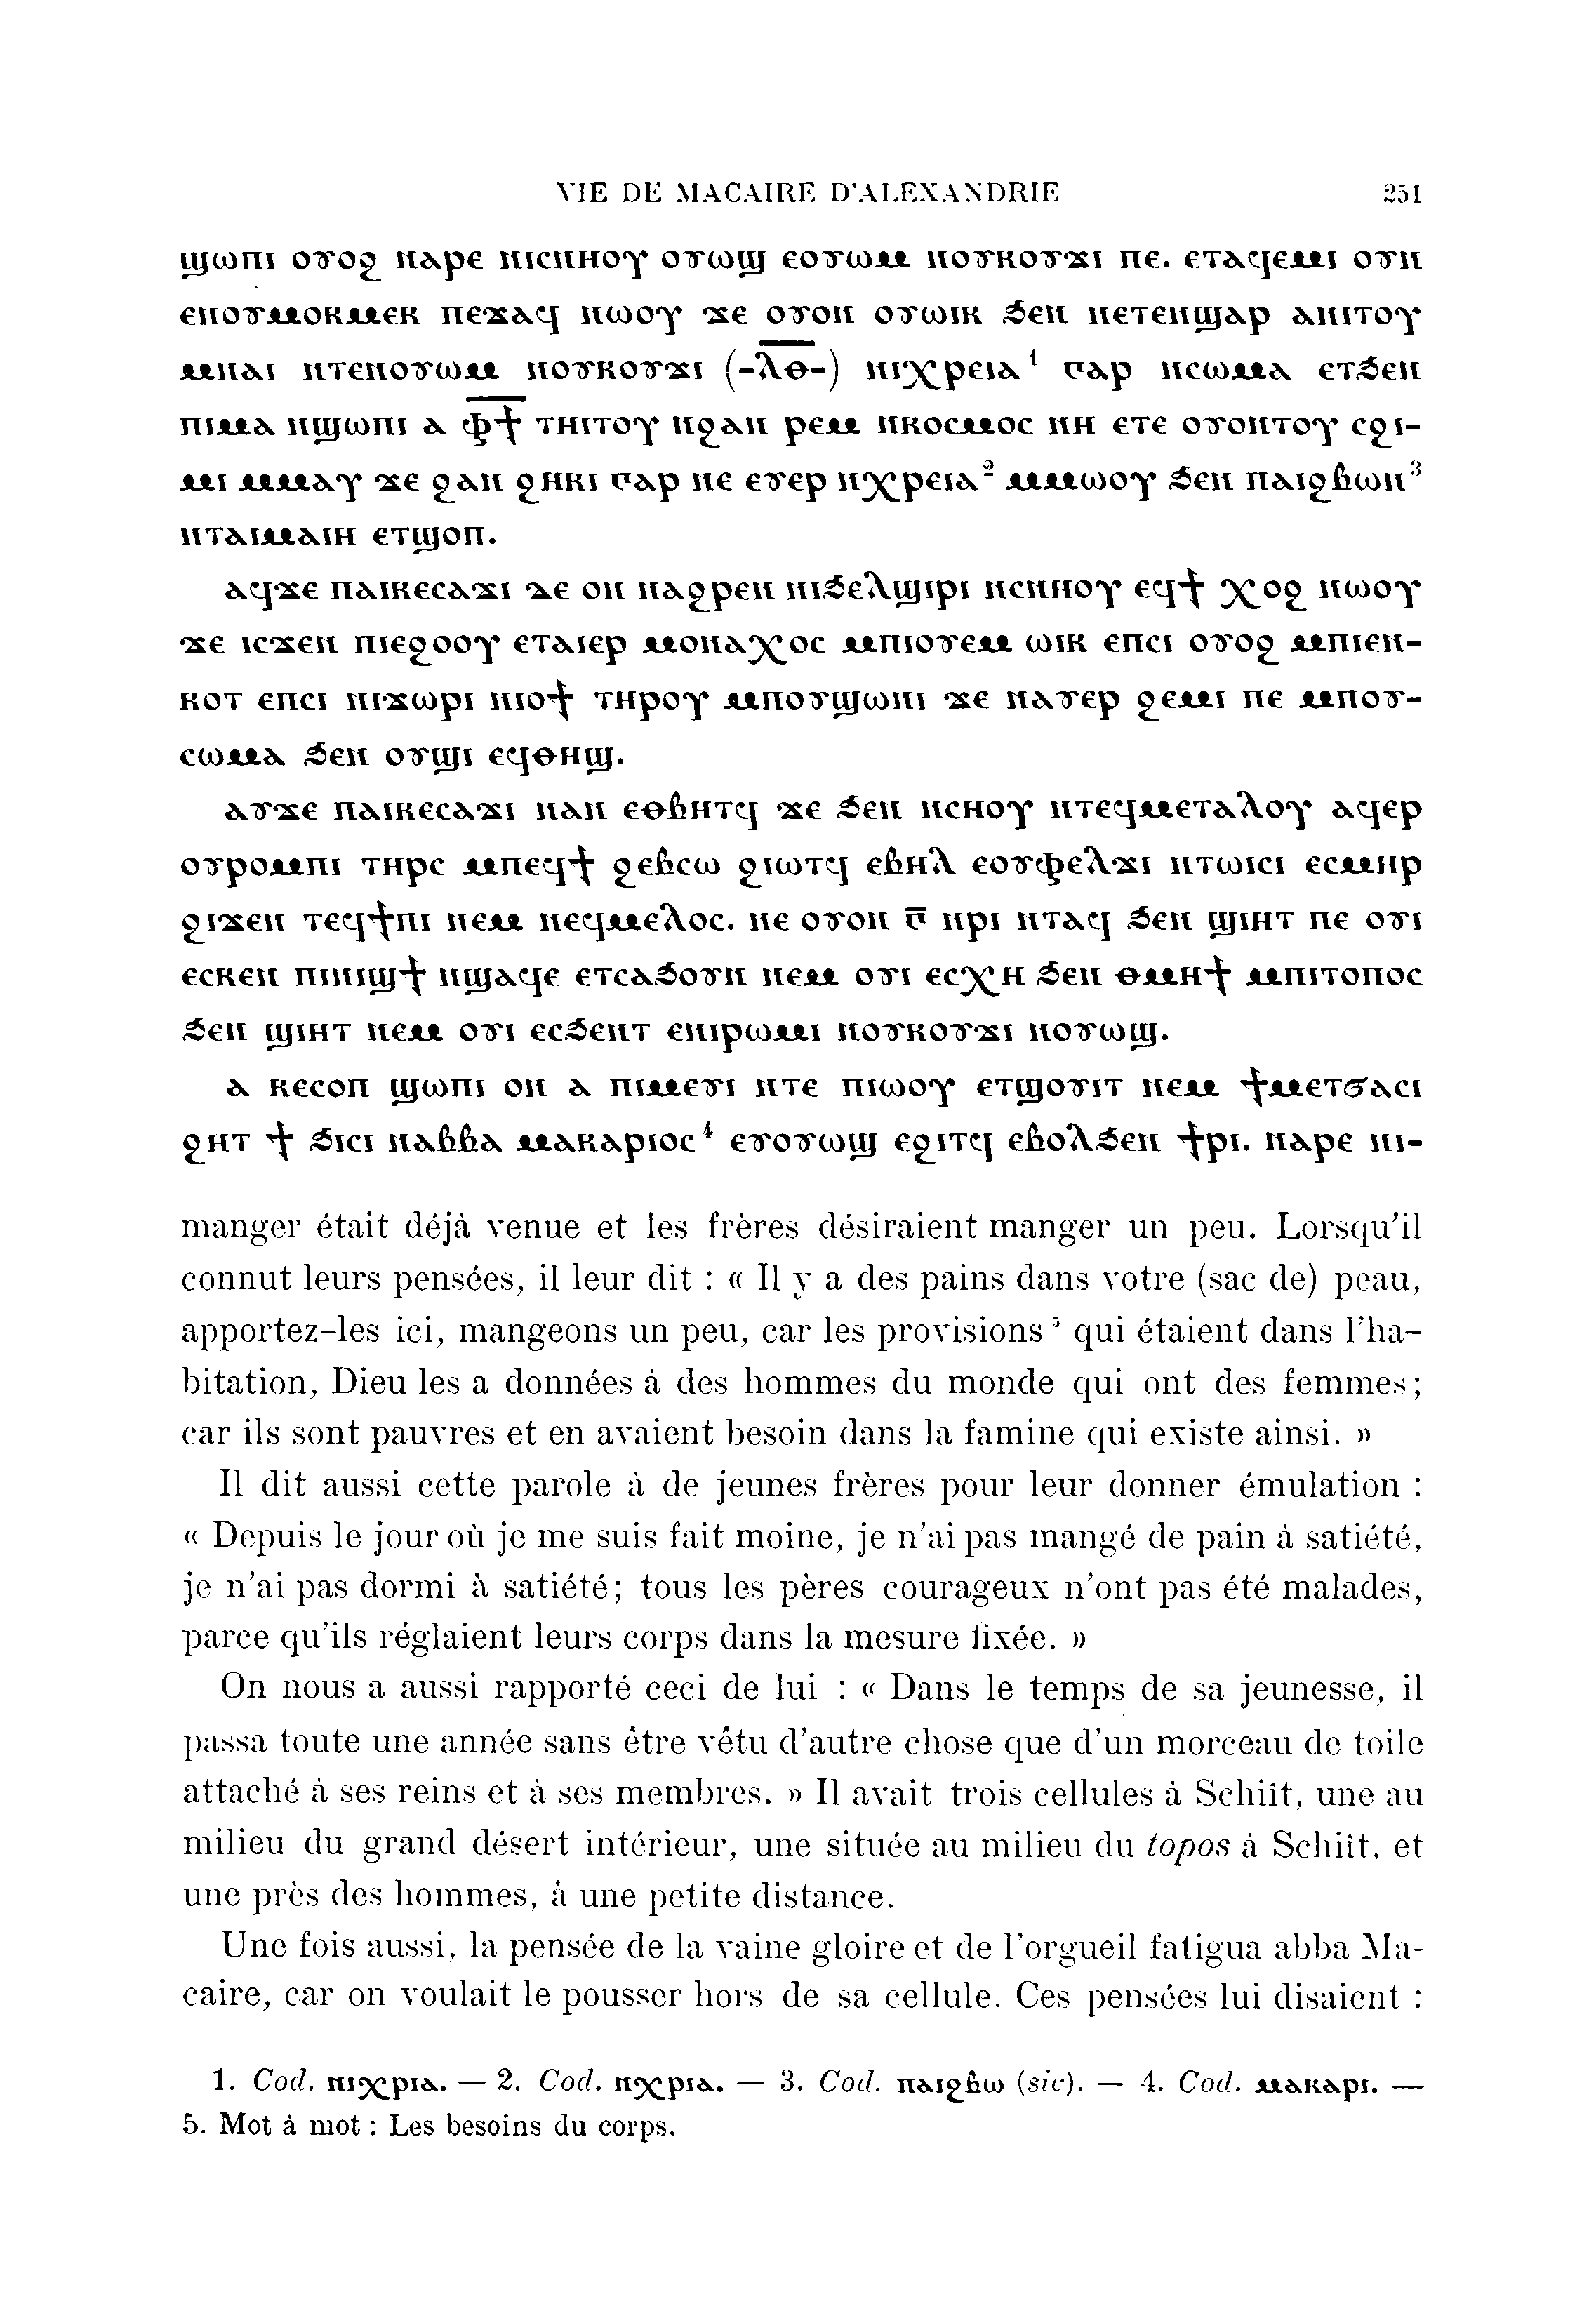 VIE DE MACAIRE D'ALEXANDRIE 251
ϣⲱⲡⲓ ⲟⲩⲟϩ ⲛⲁⲣⲉ ⲛⲓⲥⲛⲏⲟⲩ ⲟⲩⲱϣ ⲉⲟⲩⲱⲙ ⲛⲟⲩⲕⲟⲩϫⲓ ⲡⲉ. ⲉⲧⲁϥⲉⲙⲓ ⲟⲩⲛ
ⲉⲛⲟⲩⲙⲟⲕⲙⲉⲕ ⲡⲉϫⲁϥ ⲛⲱⲟⲩ ϫⲉ ⲟⲩⲟⲛ ⲟⲩⲱⲓⲕ ϧⲉⲛ ⲛⲉⲧⲉⲛϣⲁⲣ ⲁⲛⲓⲧⲟⲩ
ⲙⲛⲁⲓ ⲛⲧⲉⲛⲟⲩⲱⲙ ⲛⲟⲩⲕⲟⲩϫⲓ (-ⲗ̅ⲑ̅-) ⲛⲓⲭⲣⲉⲓⲁ¹ ⲅⲁⲣ ⲛⲥⲱⲙⲁ ⲉⲧϧⲉⲛ
ⲡⲓⲙⲁ ⲛϣⲱⲡⲓ ⲁ ⲫ̅ϯ̅ ⲧⲏⲓⲧⲟⲩ ⲛϩⲁⲛ ⲣⲉⲙ ⲛⲕⲟⲥⲙⲟⲥ ⲛⲏ ⲉⲧⲉ ⲟⲩⲟⲛⲧⲟⲩ ⲥϩⲓ-
ⲙⲓ ⲙⲙⲁⲩ ϫⲉ ϩⲁⲛ ϩⲏⲕⲓ ⲅⲁⲣ ⲛⲉ ⲉⲩⲉⲣ ⲛⲭⲣⲉⲓⲁ² ⲙⲙⲱⲟⲩ ϧⲉⲛ ⲡⲁⲓϩⲃⲱⲛ³
ⲛⲧⲁⲓⲙⲁⲓⲏ ⲉⲧϣⲟⲡ.
ⲁϥϫⲉ ⲡⲁⲓⲕⲉⲥⲁϫⲓ ⲇⲉ ⲟⲛ ⲛⲁϩⲣⲉⲛ ⲛⲓϧⲉⲗϣⲓⲣⲓ ⲛⲥⲛⲏⲟⲩ ⲉϥϯ ⲭⲟϩ ⲛⲱⲟⲩ
ϫⲉ ⲓⲥϫⲉⲛ ⲡⲓⲉϩⲟⲟⲩ ⲉⲧⲁⲓⲉⲣ ⲙⲟⲛⲁⲭⲟⲥ ⲙⲡⲓⲟⲩⲉⲙ ⲱⲓⲕ ⲉⲡⲥⲓ ⲟⲩⲟϩ ⲙⲡⲓⲉⲛ-
ⲕⲟⲧ ⲉⲡⲥⲓ ⲛⲓϫⲱⲣⲓ ⲛⲓⲟϯ ⲧⲏⲣⲟⲩ ⲙⲡⲟⲩϣⲱⲛⲓ ϫⲉ ⲛⲁⲩⲉⲣ ϩⲉⲙⲓ ⲡⲉ ⲙⲡⲟⲩ-
ⲥⲱⲙⲁ ϧⲉⲛ ⲟⲩϣⲓ ⲉϥⲑⲏϣ.
ⲁⲩϫⲉ ⲡⲁⲓⲕⲉⲥⲁϫⲓ ⲛⲁⲛ ⲉⲑⲃⲏⲧϥ ϫⲉ ϧⲉⲛ ⲛⲥⲏⲟⲩ ⲛⲧⲉϥⲙⲉⲧⲁⲗⲟⲩ ⲁϥⲉⲣ
ⲟⲩⲣⲟⲙⲡⲓ ⲧⲏⲣⲥ ⲙⲡⲉϥϯ ϩⲉⲃⲥⲱ ϩⲓⲱⲧϥ ⲉⲃⲏⲗ ⲉⲟⲩⲫⲉⲗϫⲓ ⲛⲧⲱⲓⲥⲓ ⲉⲥⲙⲏⲣ
ϩⲓϫⲉⲛ ⲧⲉϥϯⲡⲓ ⲛⲉⲙ ⲛⲉϥⲙⲉⲗⲟⲥ. ⲛⲉ ⲟⲩⲟⲛ ⲅ̅ ⲛⲣⲓ ⲛⲧⲁϥ ϧⲉⲛ ϣⲓⲏⲧ ⲡⲉ ⲟⲩⲓ
ⲉⲥⲕⲉⲛ ⲡⲓⲛⲓϣϯ ⲛϣⲁϥⲉ ⲉⲧⲥⲁϧⲟⲩⲛ ⲛⲉⲙ ⲟⲩⲓ ⲉⲥⲭⲏ ϧⲉⲛ ⲑⲙⲏϯ ⲙⲡⲓⲧⲟⲡⲟⲥ
ϧⲉⲛ ϣⲓⲏⲧ ⲛⲉⲙ ⲟⲩⲓ ⲉⲥϧⲉⲛⲧ ⲉⲛⲓⲣⲱⲙⲓ ⲛⲟⲩⲕⲟⲩϫⲓ ⲛⲟⲩⲱϣ.
ⲁ ⲕⲉⲥⲟⲡ ϣⲱⲡⲓ ⲟⲛ ⲁ ⲡⲓⲙⲉⲩⲓ ⲛⲧⲉ ⲡⲓⲱⲟⲩ ⲉⲧϣⲟⲩⲓⲧ ⲛⲉⲙ ϯⲙⲉⲧϭⲁⲥⲓ
ϩⲏⲧ ϯ ϧⲓⲥⲓ ⲛⲁⲃⲃⲁ ⲙⲁⲕⲁⲣⲓⲟⲥ⁴ ⲉⲩⲟⲩⲱϣ ⲉϩⲓⲧϥ ⲉⲃⲟⲗϧⲉⲛ ϯⲣⲓ. ⲛⲁⲣⲉ ⲛⲓ-
manger était déjà venue et les frères désiraient manger un peu. Lorsqu'il
connut leurs pensées, il leur dit : « Il y a des pains dans votre (sac de) peau,
apportez-les ici, mangeons un peu, car les provisions ⁵ qui étaient dans l'ha-
bitation, Dieu les a données à des hommes du monde qui ont des femmes;
car ils sont pauvres et en avaient besoin dans la famine qui existe ainsi. »
Il dit aussi cette parole à de jeunes frères pour leur donner émulation :
« Depuis le jour où je me suis fait moine, je n'ai pas mangé de pain à satiété,
je n'ai pas dormi à satiété; tous les pères courageux n'ont pas été malades,
parce qu'ils réglaient leurs corps dans la mesure fixée. »
On nous a aussi rapporté ceci de lui : « Dans le temps de sa jeunesse, il
passa toute une année sans être vêtu d'autre chose que d'un morceau de toile
attaché à ses reins et à ses membres. » Il avait trois cellules à Schiît, une au
milieu du grand désert intérieur, une située au milieu du topos à Schiît, et
une près des hommes, à une petite distance.
Une fois aussi, la pensée de la vaine gloire et de l'orgueil fatigua abba Ma-
caire, car on voulait le pousser hors de sa cellule. Ces pensées lui disaient :
1. Cod. ⲛⲓⲭⲣⲓⲁ. — 2. Cod. ⲛⲭⲣⲓⲁ. — 3. Cod. ⲡⲁⲓϩⲃⲱ (sic). — 4. Cod. ⲙⲁⲕⲁⲣⲓ. —
5. Mot à mot : Les besoins du corps.